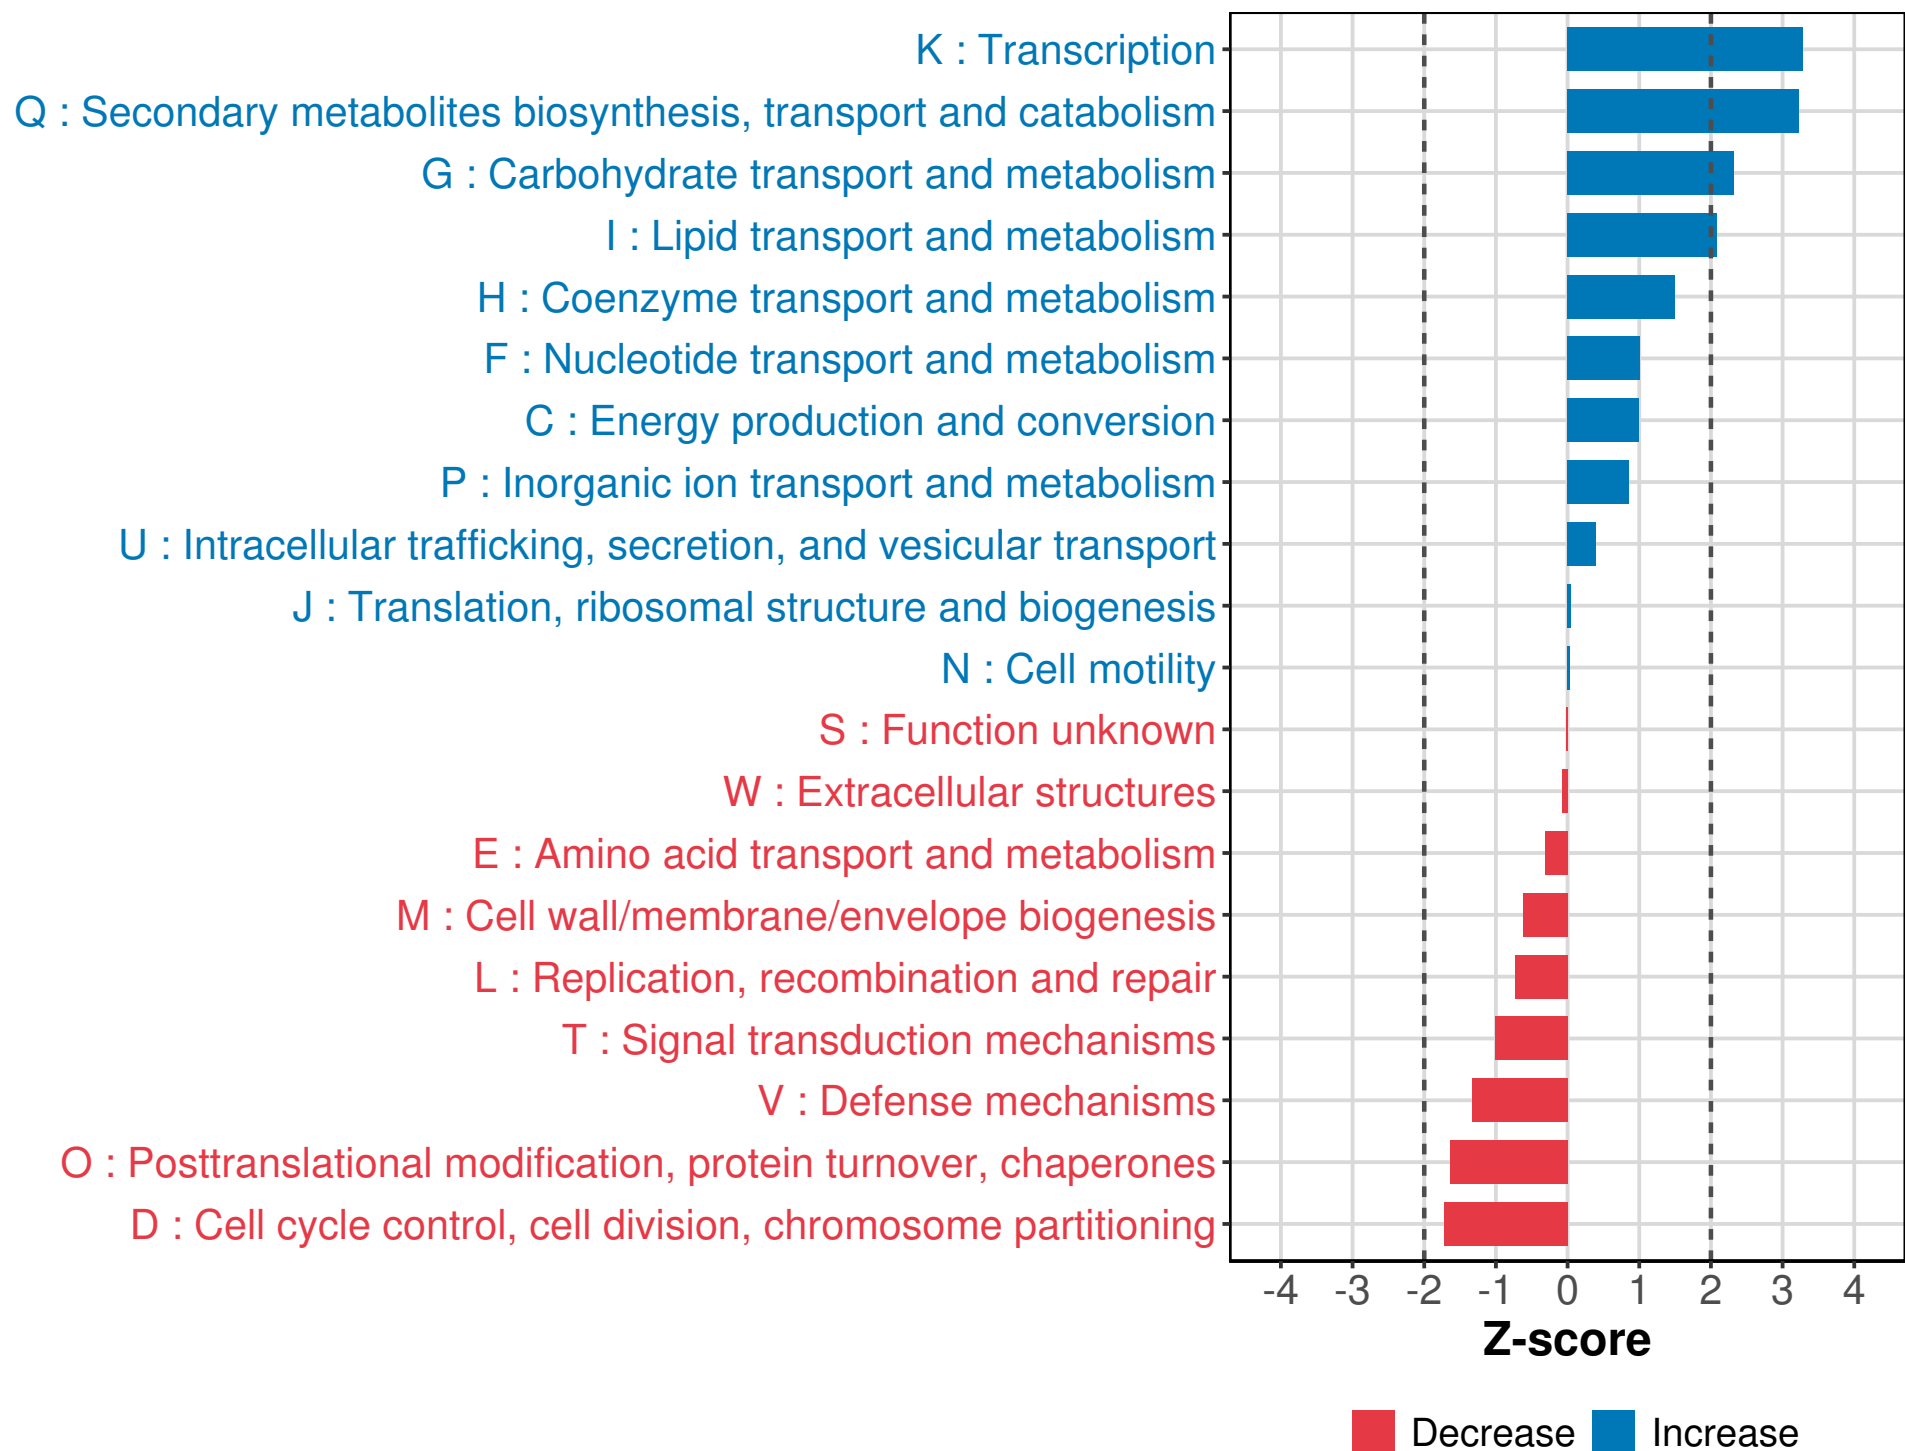 K : Transcription
Q : Secondary metabolites biosynthesis, transport and catabolism
G : Carbohydrate transport and metabolism
I : Lipid transport and metabolism
H : Coenzyme transport and metabolism
F : Nucleotide transport and metabolism
C : Energy production and conversion
P : Inorganic ion transport and metabolism
U : Intracellular trafficking, secretion, and vesicular transport
J : Translation, ribosomal structure and biogenesis
N : Cell motility
S : Function unknown
W : Extracellular structures
E : Amino acid transport and metabolism
M : Cell wall/membrane/envelope biogenesis
L : Replication, recombination and repair
T : Signal transduction mechanisms
V : Defense mechanisms
O : Posttranslational modification, protein turnover, chaperones
D : Cell cycle control, cell division, chromosome partitioning
-4 -3 -2 -1 0 1 2 3 4
Z-score
Decrease Increase